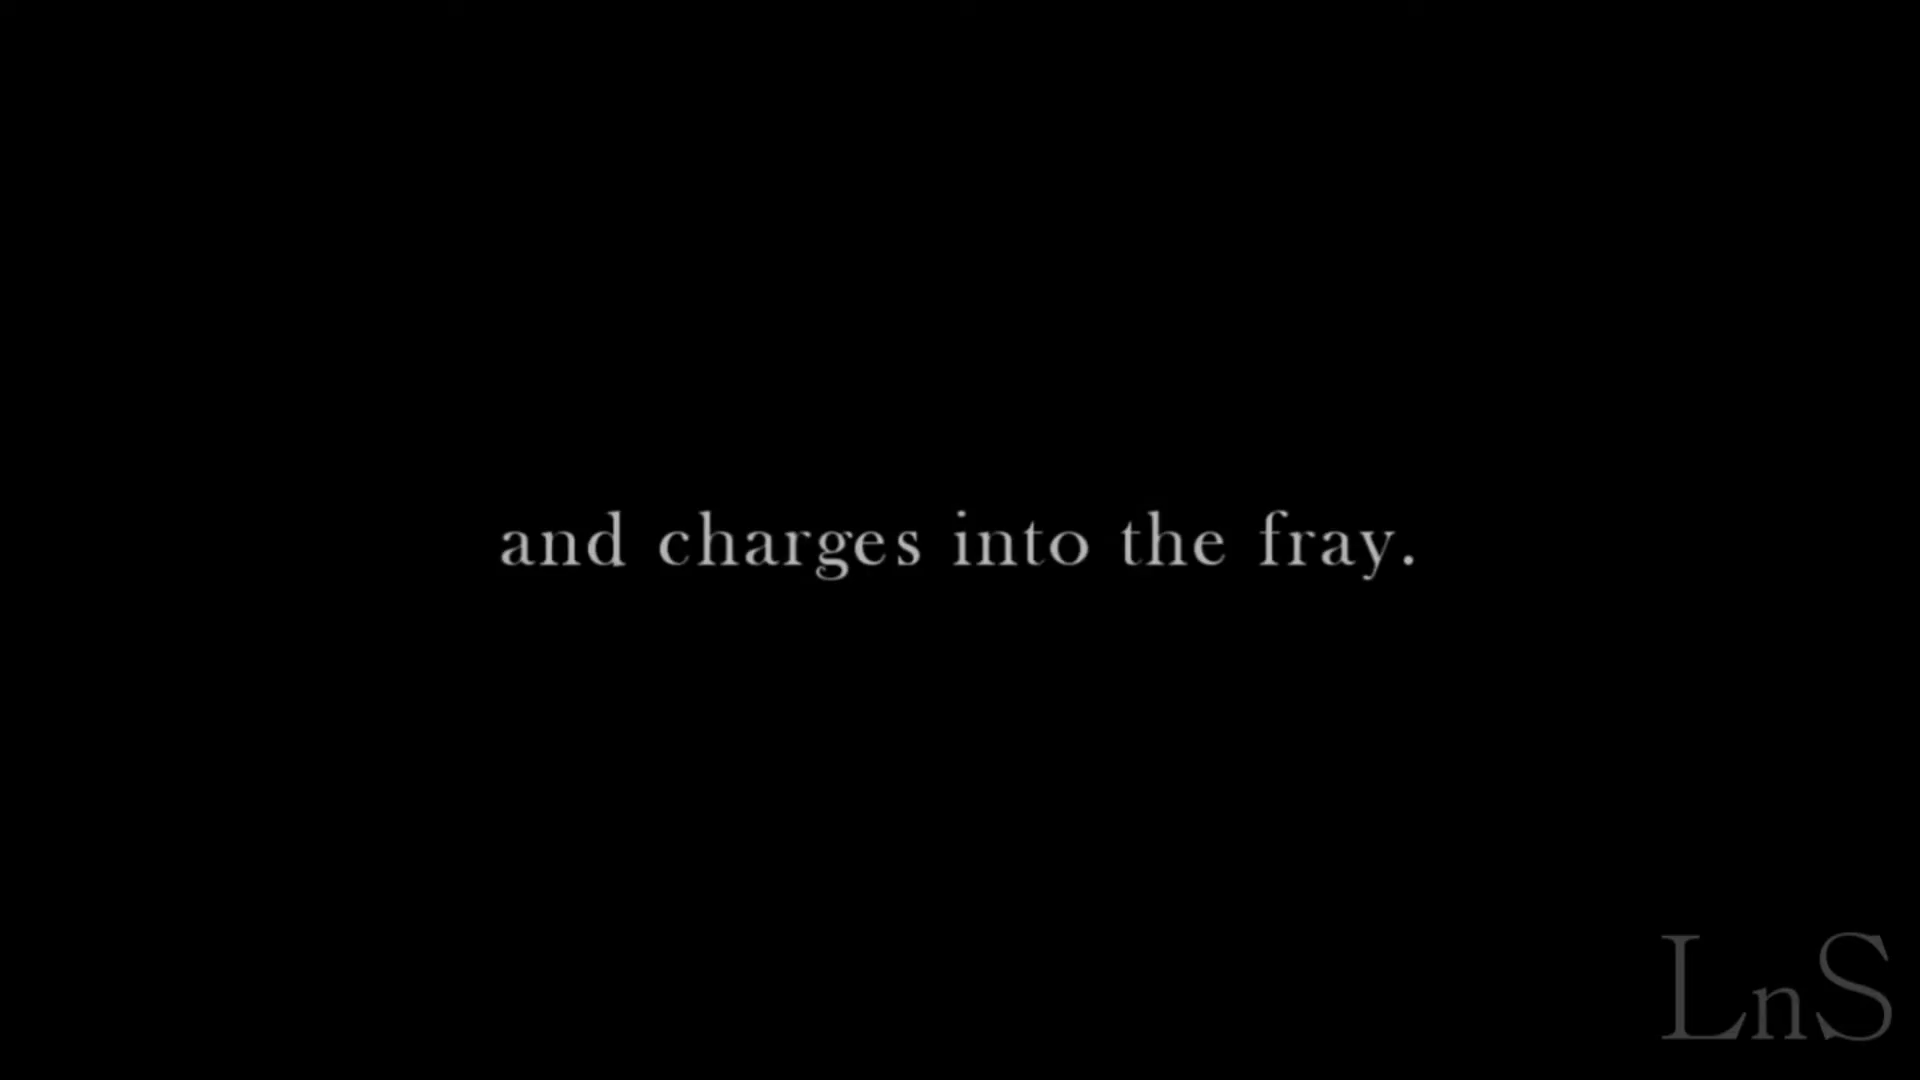 and charges into the fray.
LnS